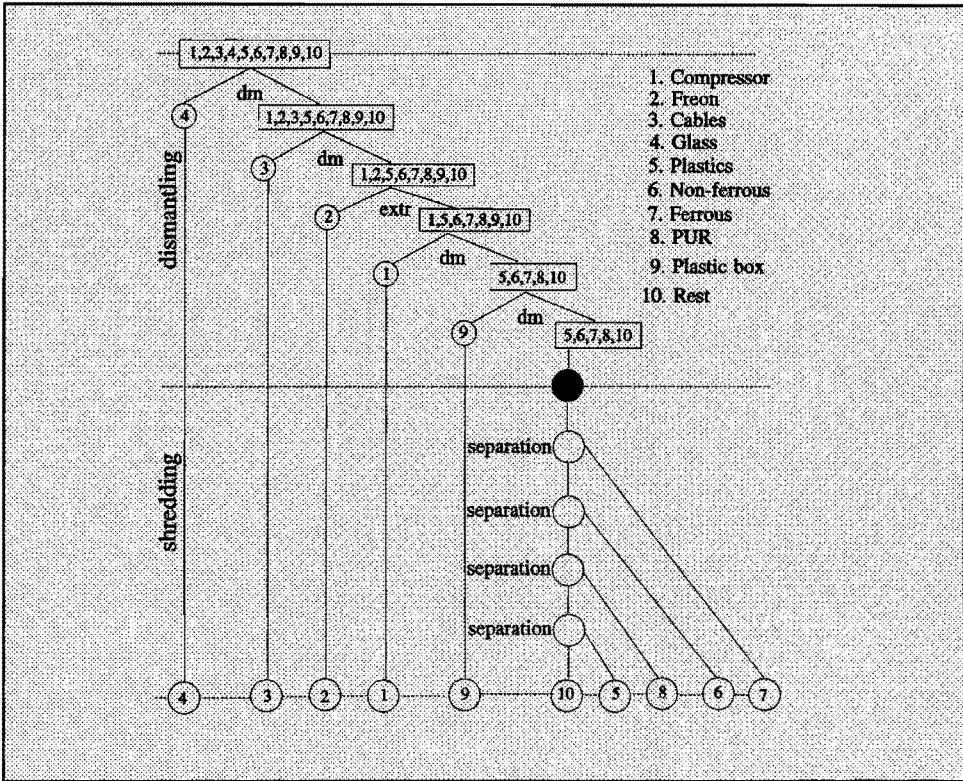 1,2,3,4,5,6,7,8,9,10
dm
4
1,2,3,5,6,7,8,9,10
dm
3
1,2,5,6,7,8,9,10
extr
2
1,5,6,7,8,9,10
dm
1
5,6,7,8,10
dm
9
5,6,7,8,10
dismantling
1. Compressor
2. Freon
3. Cables
4. Glass
5. Plastics
6. Non-ferrous
7. Ferrous
8. PUR
9. Plastic box
10. Rest
shredding
separation
separation
separation
separation
4 3 2 1 9 10 5 8 6 7